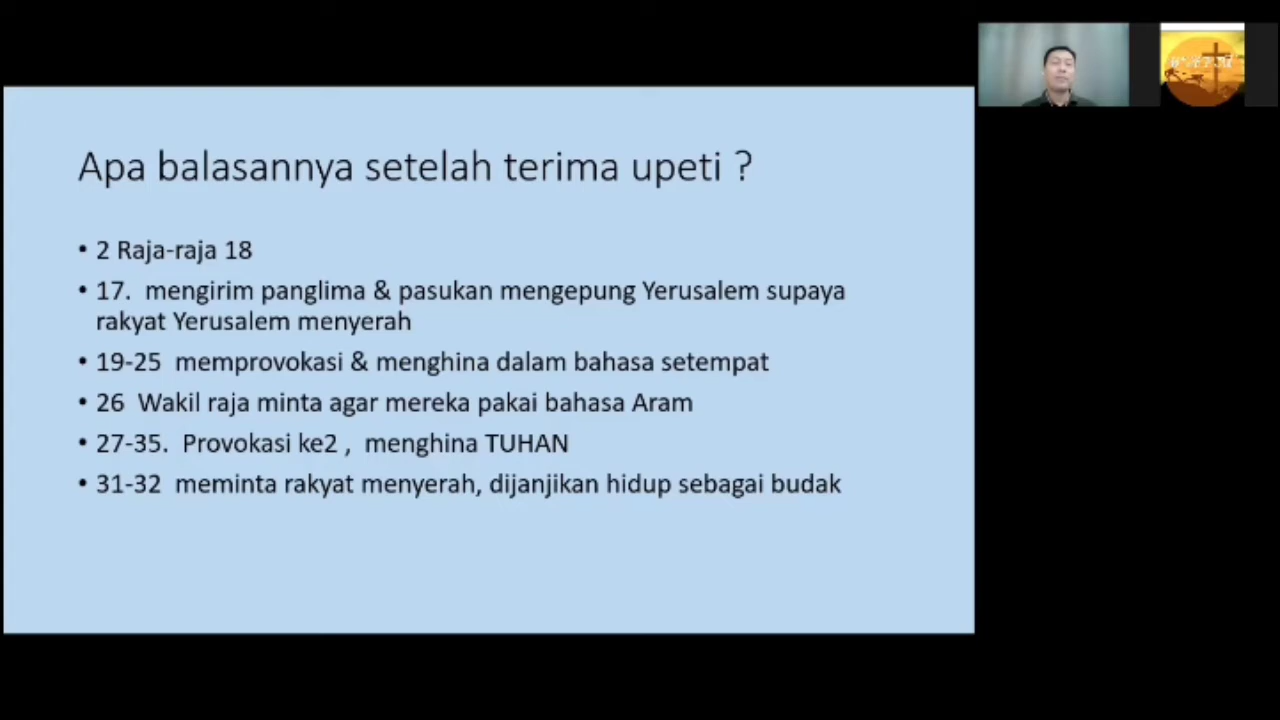 Apa balasannya setelah terima upeti ?
• 2 Raja-raja 18
• 17.  mengirim panglima & pasukan mengepung Yerusalem supaya
rakyat Yerusalem menyerah
• 19-25  memprovokasi & menghina dalam bahasa setempat
• 26  Wakil raja minta agar mereka pakai bahasa Aram
• 27-35.  Provokasi ke2 ,  menghina TUHAN
• 31-32  meminta rakyat menyerah, dijanjikan hidup sebagai budak